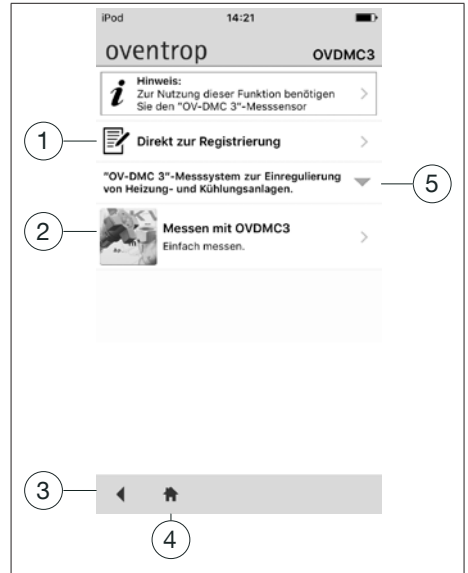 iPod 14:21
oventrop OVDMC3
Hinweis:
Zur Nutzung dieser Funktion benötigen
Sie den "OV-DMC 3"-Messsensor
1 Direkt zur Registrierung
"OV-DMC 3"-Messsystem zur Einregulierung
von Heizung- und Kühlungsanlagen.
5
2 Messen mit OVDMC3
Einfach messen.
3
4